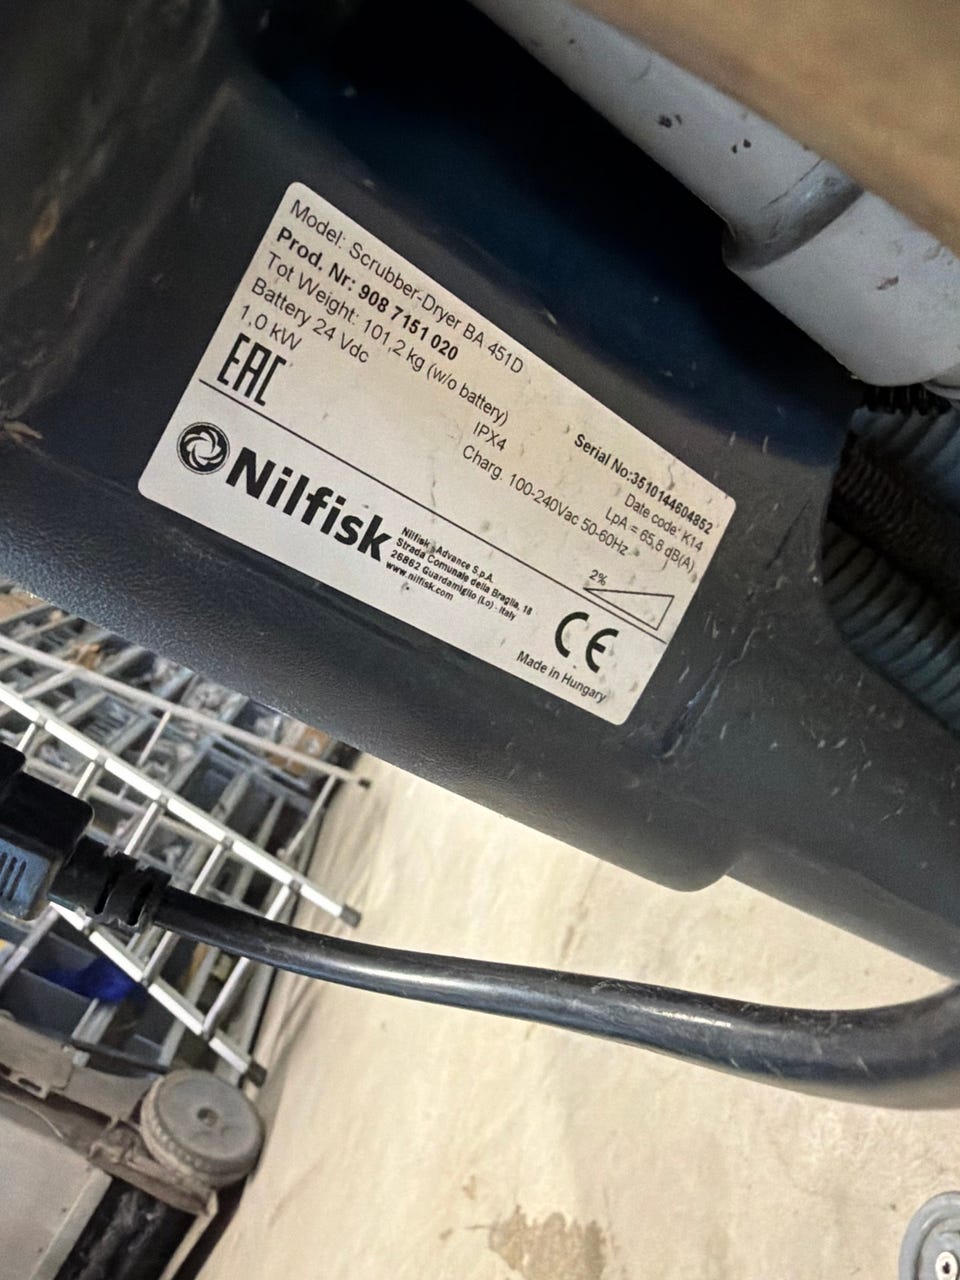 Model: Scrubber-Dryer BA 451D
Prod. Nr: 908 7151 020
Tot Weight: 101,2 kg (w/o battery)
Battery 24 Vdc
1,0 kW
IPX4
Charg. 100-240Vac 50-60Hz
Serial No:3510144604852
Date code: K14
LpA = 65,8 dB(A)
2%
EAC
Nilfisk
Nilfisk-Advance S.p.A.
Strada Comunale della Braglia, 18
26862 Guardamiglio (Lo) - Italy
www.nilfisk.com
CE
Made in Hungary